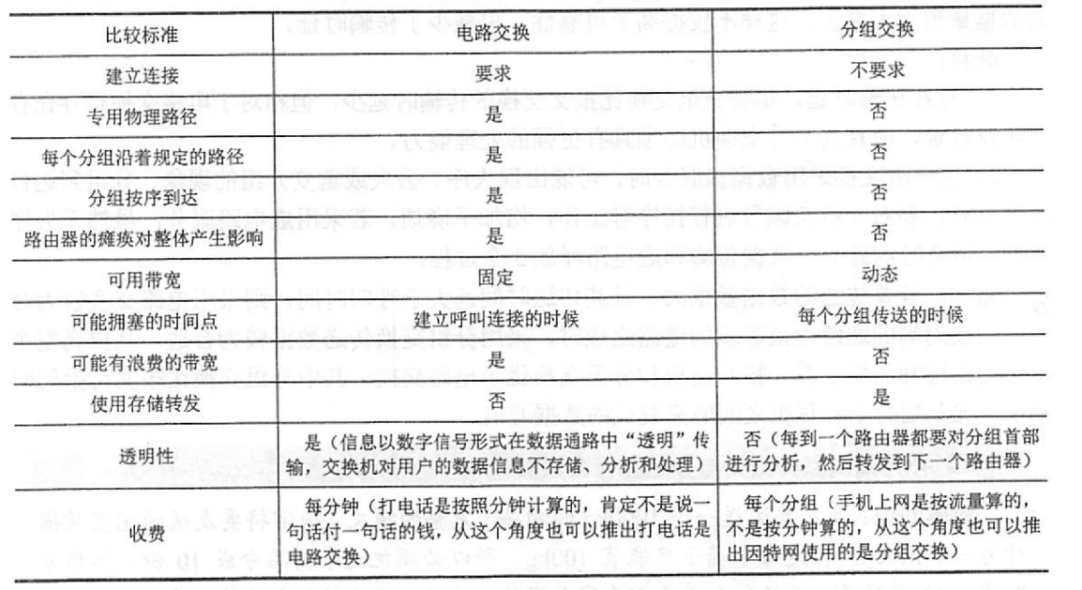 比较标准 电路交换 分组交换
建立连接 要求 不要求
专用物理路径 是 否
每个分组沿着规定的路径 是 否
分组按序到达 是 否
路由器的瘫痪对整体产生影响 是 否
可用带宽 固定 动态
可能拥塞的时间点 建立呼叫连接的时候 每个分组传送的时候
可能有浪费的带宽 是 否
使用存储转发 否 是
透明性
是（信息以数字信号形式在数据通路中“透明”传
输，交换机对用户的数据信息不存储、分析和处理）
否（每到一个路由器都要对分组首部
进行分析，然后转发到下一个路由器）
收费
每分钟（打电话是按照分钟计算的，肯定不是说一
句话付一句话的钱，从这个角度也可以推出打电话是
电路交换）
每个分组（手机上网是按流量算的，
不是按分钟算的，从这个角度也可以推
出因特网使用的是分组交换）